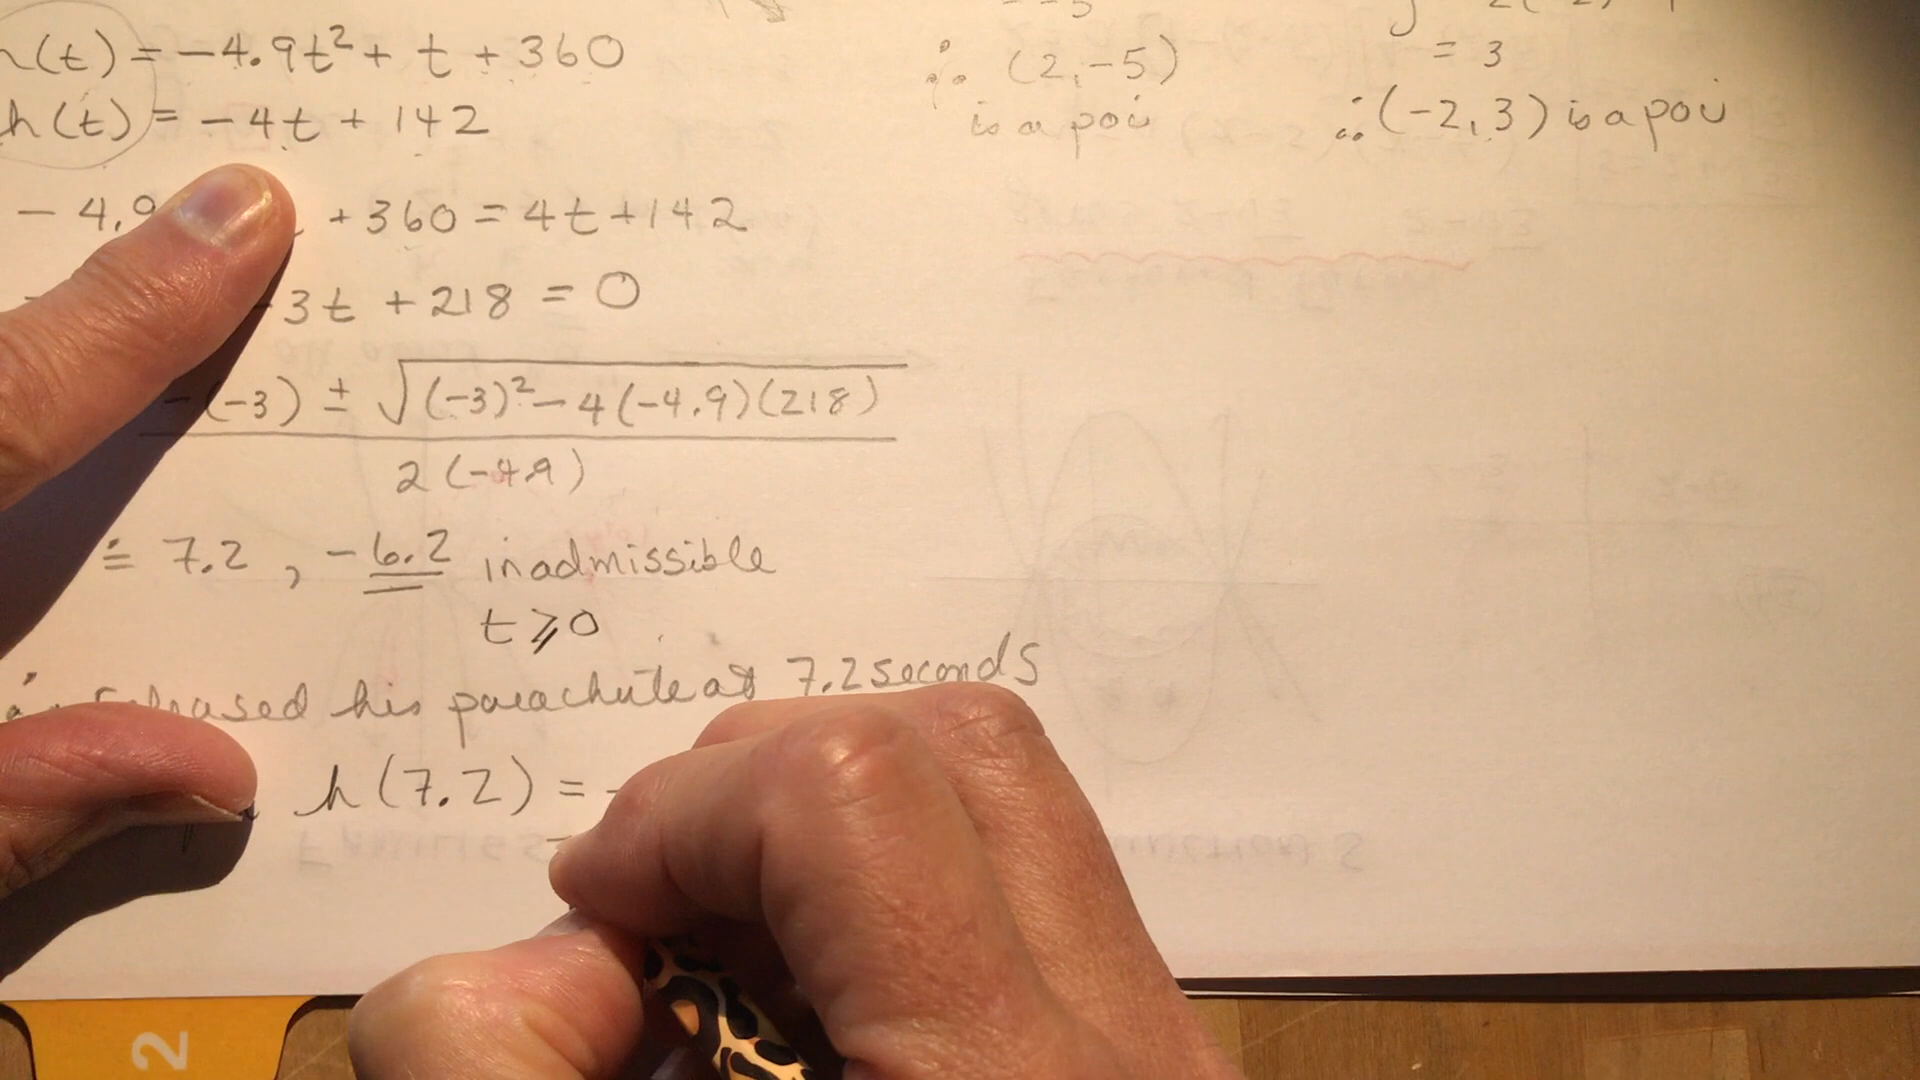 h(t) = -4.9t² + t + 360
h(t) = -4t + 142
-4.9 +360 = 4t +142
-3t +218 = 0
-(-3) ± √(-3)² - 4(-4.9)(218)
2(-4.9)
≐ 7.2 , -6.2 inadmissible
t ⩾ 0
released his parachute at 7.2 seconds
h(7.2) = -
∴ (2,-5)
is a poi
= 3
∴ (-2,3) is a poi
2